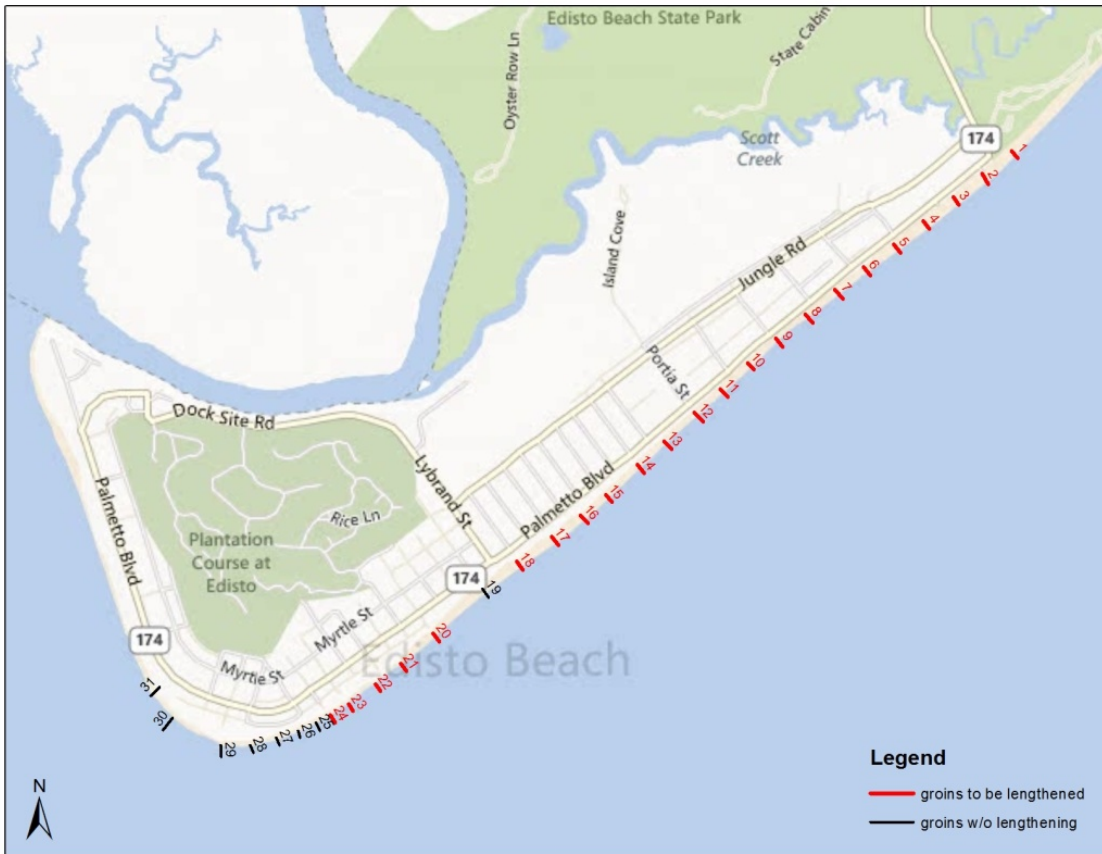 Edisto Beach State Park
Oyster Row Ln
State Cabin
Scott
Creek
174
1
2
3
4
5
6
7
8
9
10
11
12
13
14
15
16
17
18
19
20
21
22
23
24
25
26
27
28
29
30
31
Island Cove
Jungle Rd
Portia St
Palmetto Blvd
Dock Site Rd
Lybrand St
Rice Ln
Plantation
Course at
Edisto
Palmetto Blvd
174
Myrtle St
174
Myrtle St
Edisto Beach
Legend
groins to be lengthened
groins w/o lengthening
N